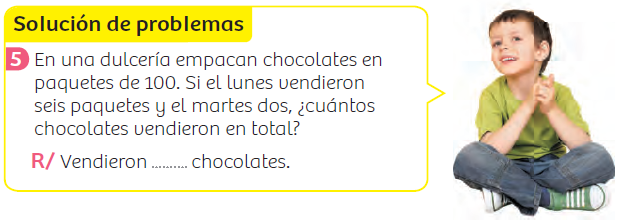 Solución de problemas
5 En una dulcería empacan chocolates en
paquetes de 100. Si el lunes vendieron
seis paquetes y el martes dos, ¿cuántos
chocolates vendieron en total?
R/ Vendieron .......... chocolates.